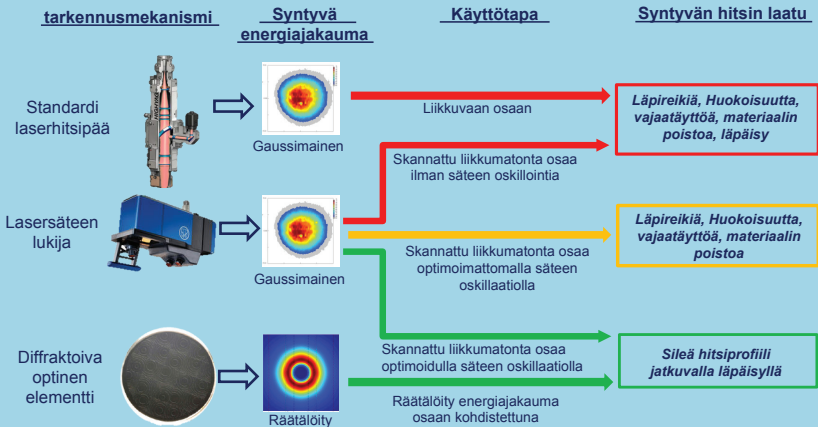 tarkennusmekanismi
Syntyvä
energiajakauma
Käyttötapa
Syntyvän hitsin laatu
Standardi
laserhitsipää
Gaussimainen
Liikkuvaan osaan
Läpireikiä, Huokoisuutta,
vajaatäyttöä, materiaalin
poistoa, läpäisy
Skannattu liikkumatonta osaa
ilman säteen oskillointia
Lasersäteen
lukija
Gaussimainen
Skannattu liikkumatonta osaa
optimoimattomalla säteen
oskillaatiolla
Läpireikiä, Huokoisuutta,
vajaatäyttöä, materiaalin
poistoa
Diffraktoiva
optinen
elementti
Räätälöity
Skannattu liikkumatonta osaa
optimoidulla säteen oskillaatiolla
Räätälöity energiajakauma
osaan kohdistettuna
Sileä hitsiprofiili
jatkuvalla läpäisyllä